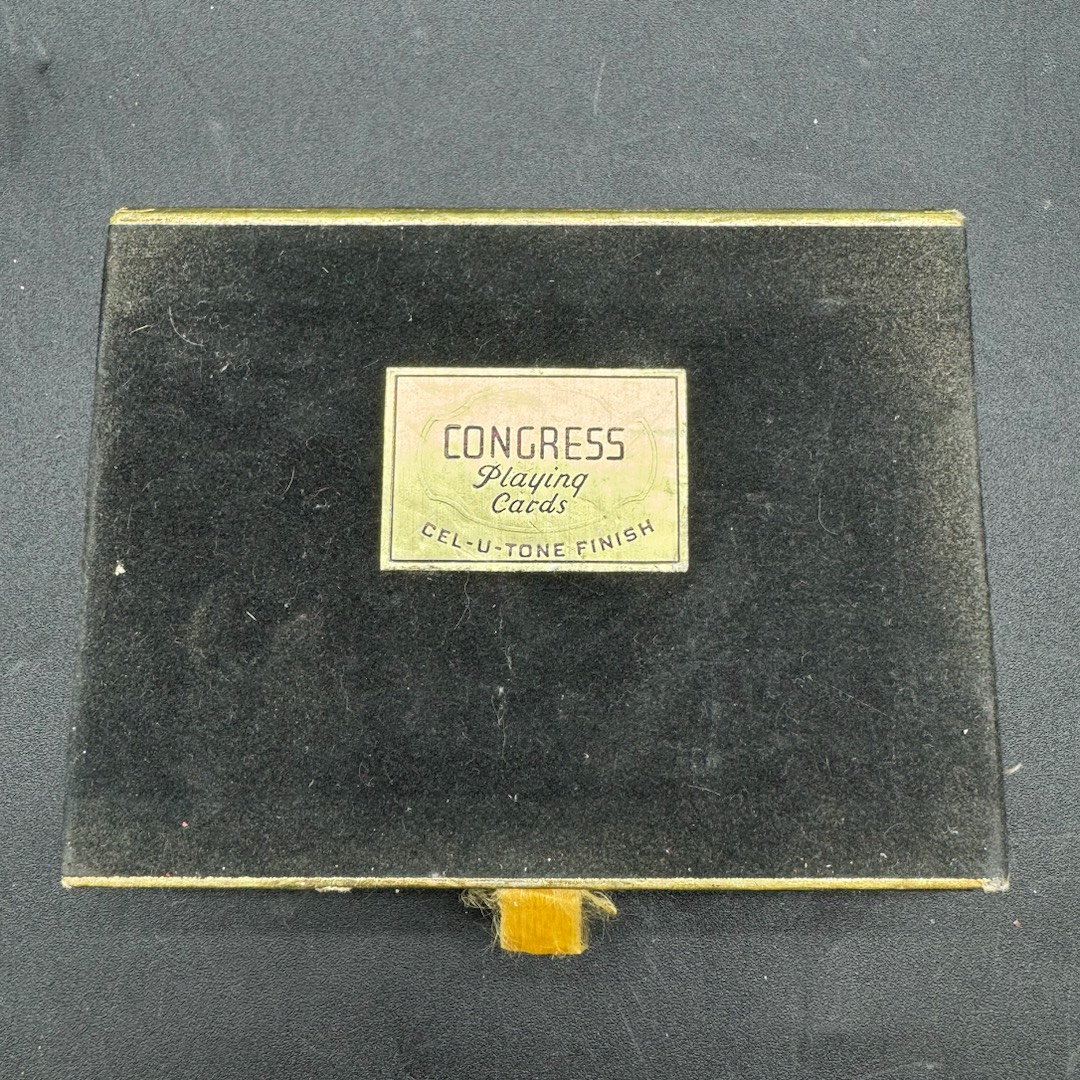 CONGRESS
Playing
Cards
CEL-U-TONE FINISH